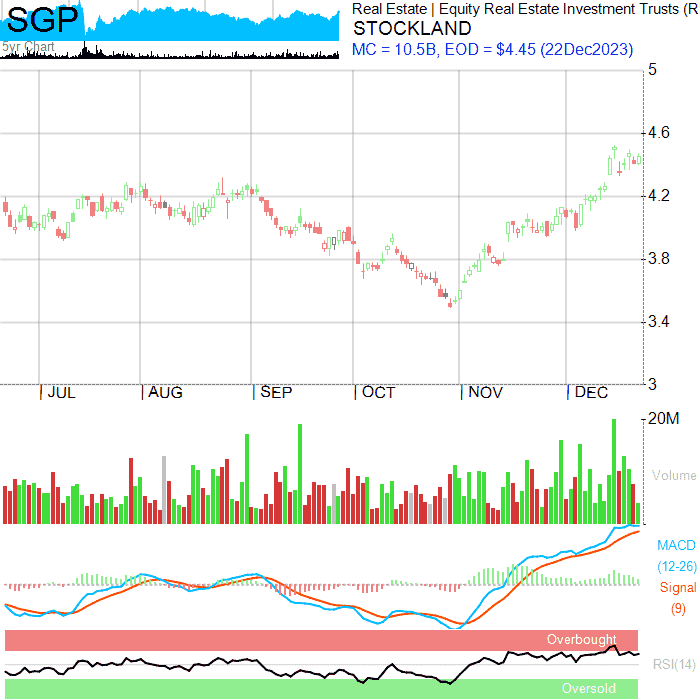 SGP
Real Estate | Equity Real Estate Investment Trusts (R
STOCKLAND
5yr Chart
MC = 10.5B, EOD = $4.45 (22Dec2023)
5
4.6
4.2
3.8
3.4
3
JUL AUG SEP OCT NOV DEC
20M
Volume
MACD
(12-26)
Signal
(9)
Overbought
RSI(14)
Oversold